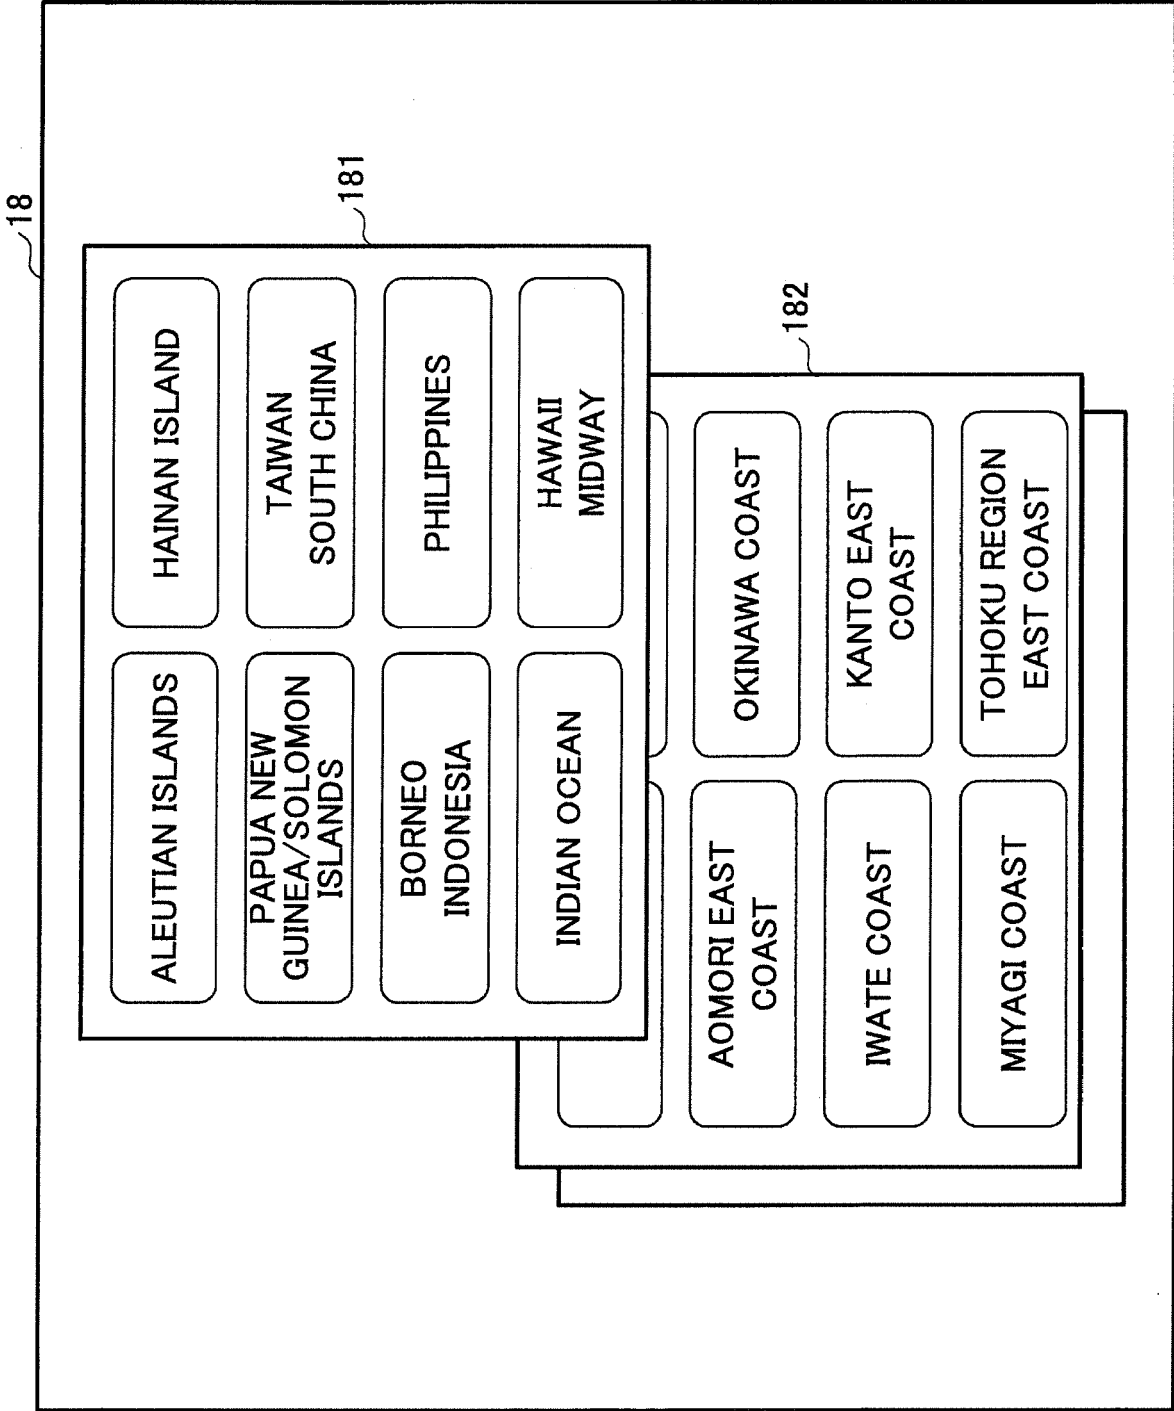 18
181
ALEUTIAN ISLANDS
HAINAN ISLAND
PAPUA NEW
GUINEA/SOLOMON
ISLANDS
TAIWAN
SOUTH CHINA
BORNEO
INDONESIA
PHILIPPINES
INDIAN OCEAN
HAWAII
MIDWAY
182
AOMORI EAST
COAST
OKINAWA COAST
IWATE COAST
KANTO EAST
COAST
MIYAGI COAST
TOHOKU REGION
EAST COAST